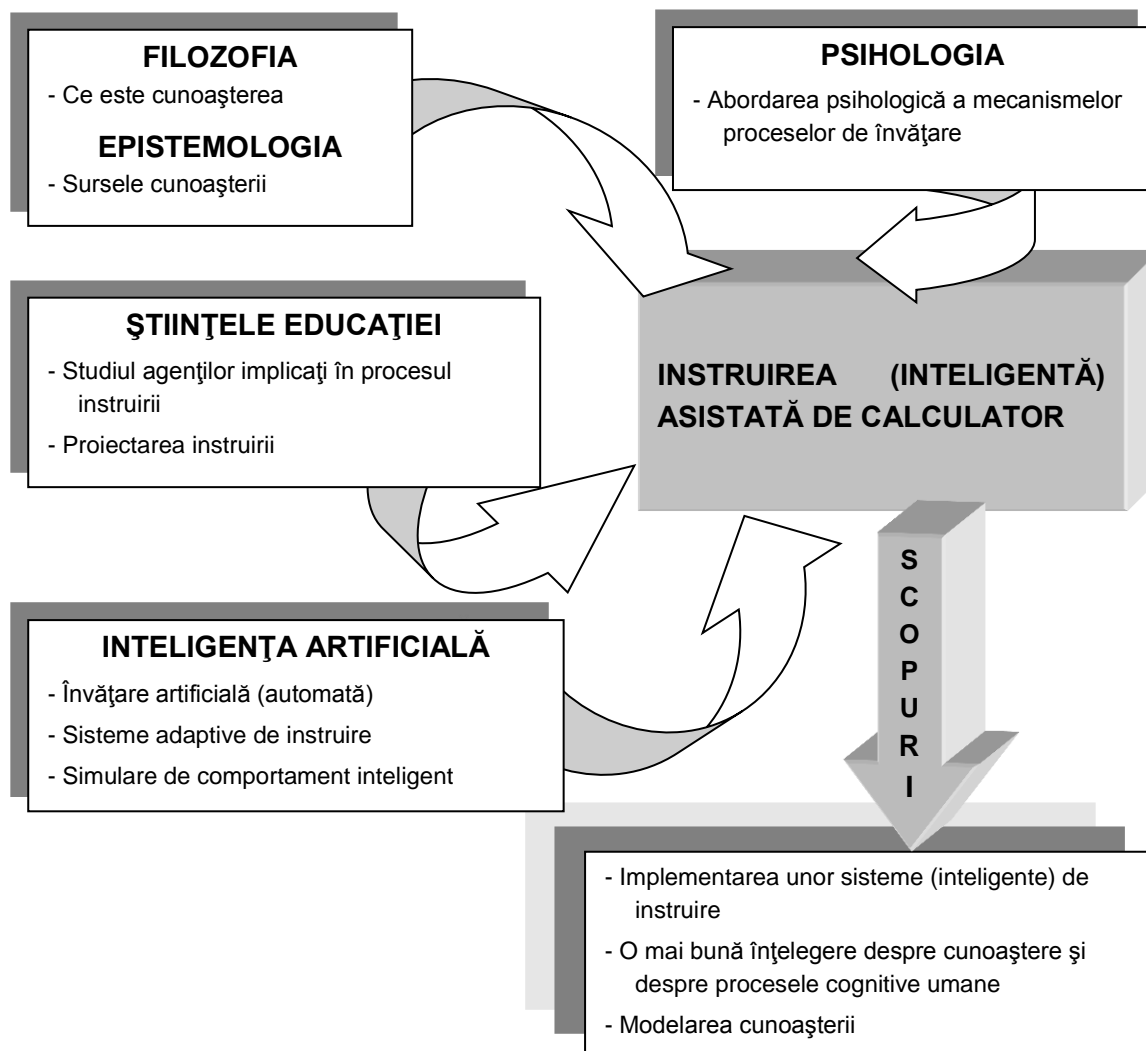 FILOZOFIA
- Ce este cunoaşterea
EPISTEMOLOGIA
- Sursele cunoaşterii
PSIHOLOGIA
- Abordarea psihologică a mecanismelor
proceselor de învăţare
ŞTIINŢELE EDUCAŢIEI
- Studiul agenţilor implicaţi în procesul
instruirii
- Proiectarea instruirii
INSTRUIREA (INTELIGENTĂ)
ASISTATĂ DE CALCULATOR
INTELIGENŢA ARTIFICIALĂ
- Învăţare artificială (automată)
- Sisteme adaptive de instruire
- Simulare de comportament inteligent
S
C
O
P
U
R
I
- Implementarea unor sisteme (inteligente) de
instruire
- O mai bună înţelegere despre cunoaştere şi
despre procesele cognitive umane
- Modelarea cunoaşterii